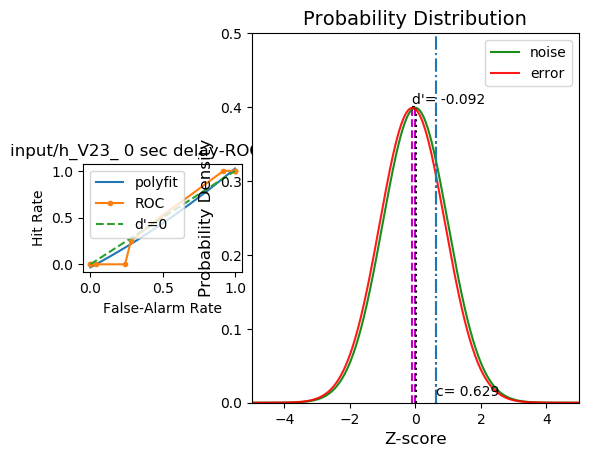 Probability Distribution
0.5
0.4
0.3
0.2
0.1
0.0
Probability Density
noise
error
d'= -0.092
c= 0.629
−4
−2
0
2
4
Z-score
input/h_V23_ 0 sec delay-ROC
1.0
0.5
0.0
Hit Rate
polyfit
ROC
d'=0
0.0
0.5
1.0
False-Alarm Rate